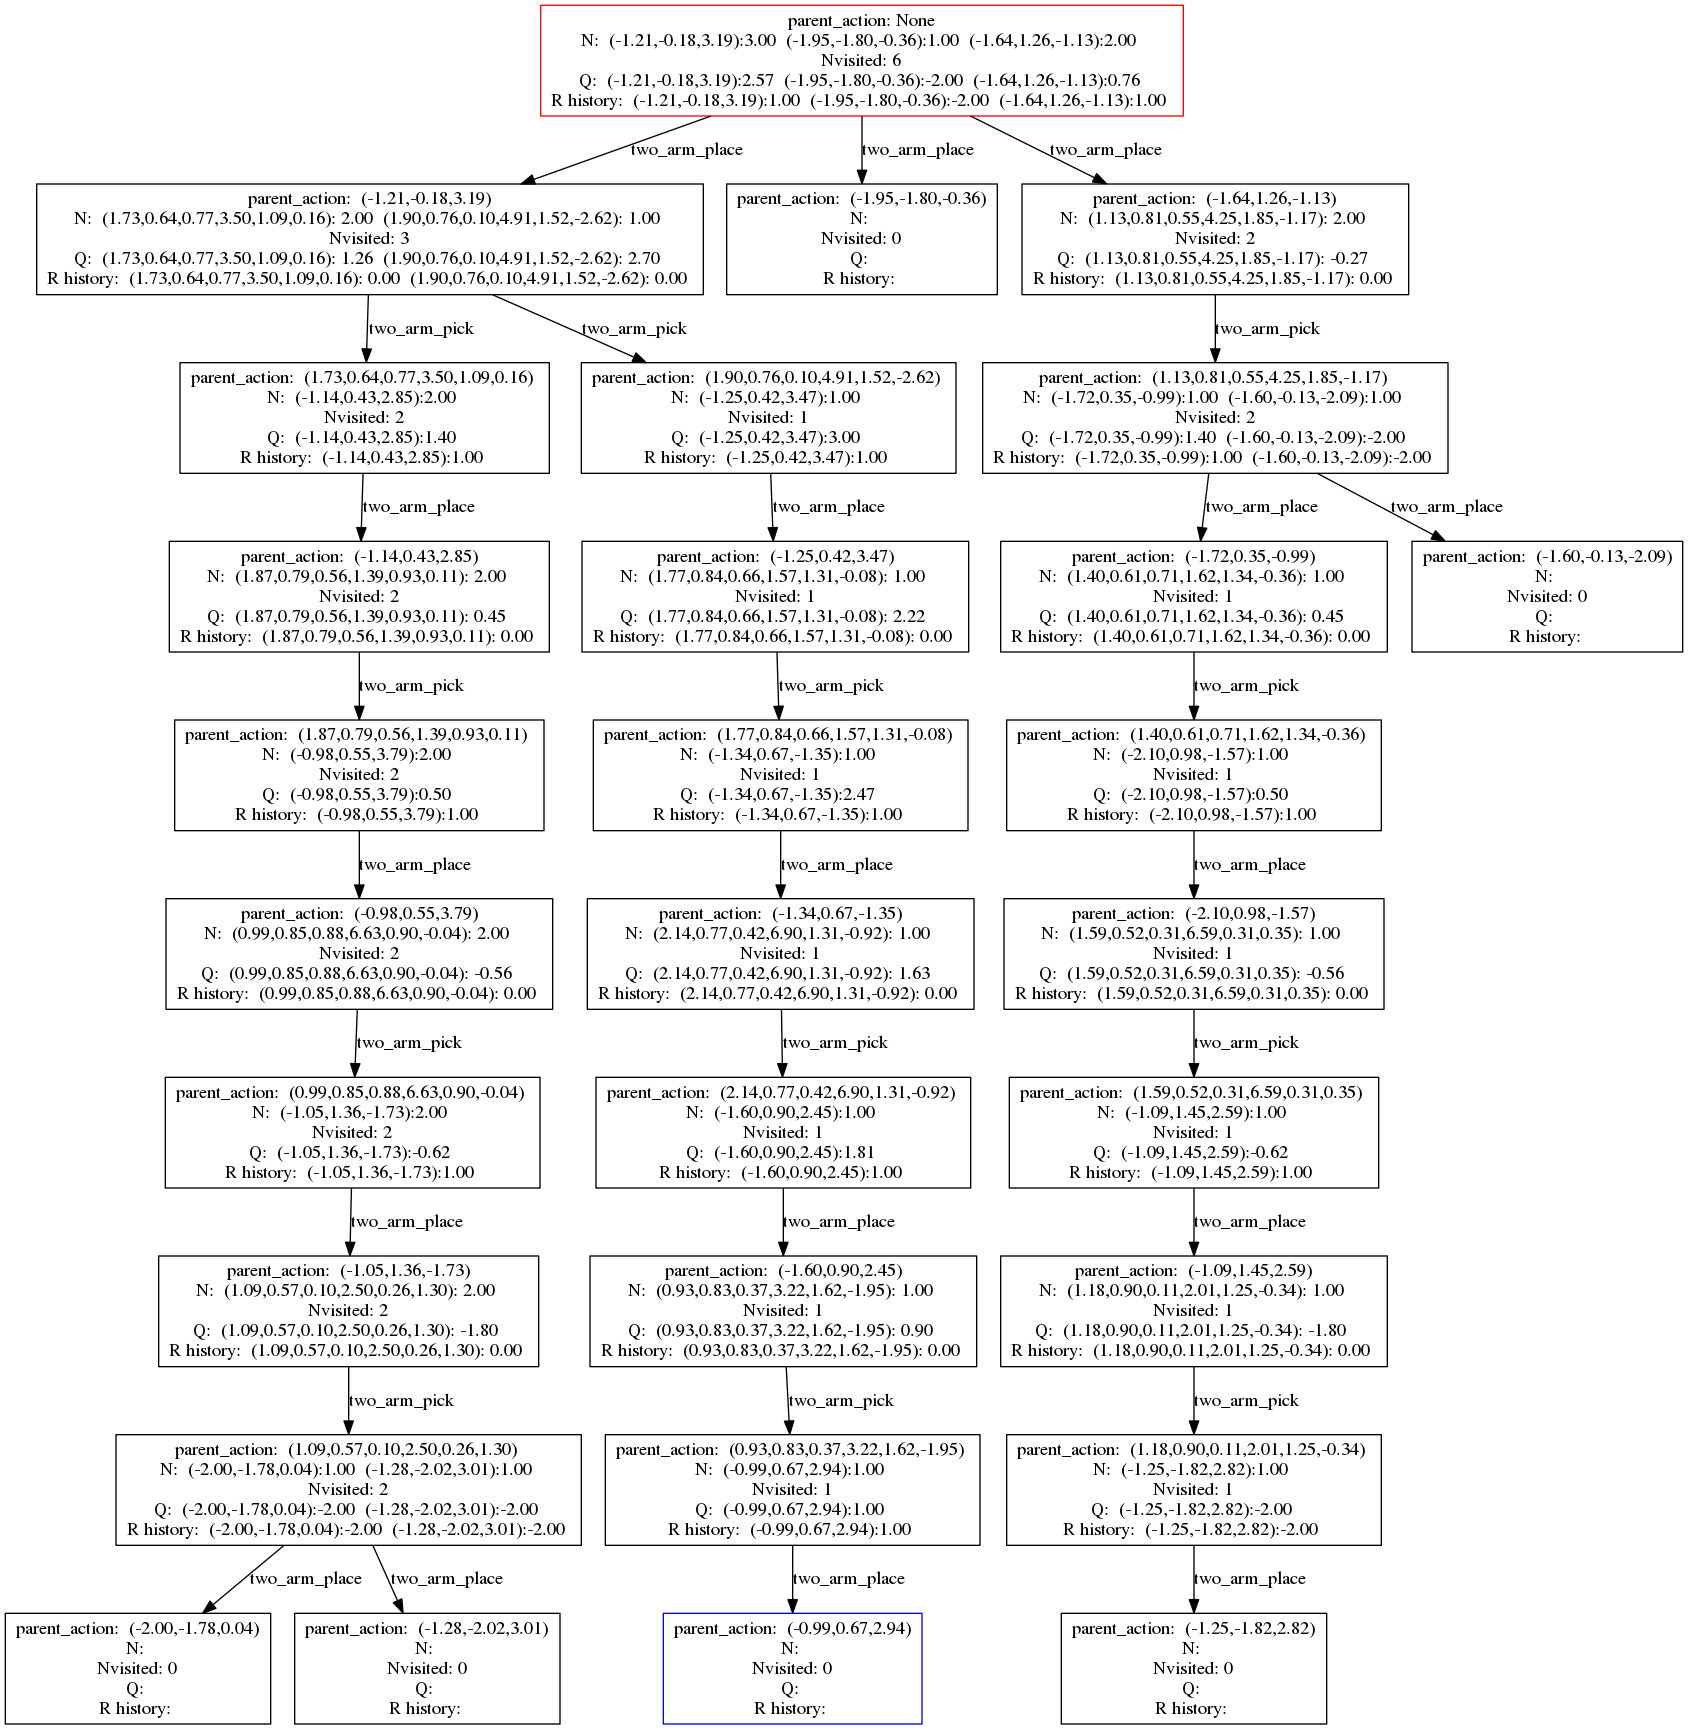 parent_action: None
N: (-1.21,-0.18,3.19):3.00 (-1.95,-1.80,-0.36):1.00 (-1.64,1.26,-1.13):2.00
Nvisited: 6
Q: (-1.21,-0.18,3.19):2.57 (-1.95,-1.80,-0.36):-2.00 (-1.64,1.26,-1.13):0.76
R history: (-1.21,-0.18,3.19):1.00 (-1.95,-1.80,-0.36):-2.00 (-1.64,1.26,-1.13):1.00
two_arm_place
two_arm_place
two_arm_place
parent_action: (-1.21,-0.18,3.19)
N: (1.73,0.64,0.77,3.50,1.09,0.16): 2.00 (1.90,0.76,0.10,4.91,1.52,-2.62): 1.00
Nvisited: 3
Q: (1.73,0.64,0.77,3.50,1.09,0.16): 1.26 (1.90,0.76,0.10,4.91,1.52,-2.62): 2.70
R history: (1.73,0.64,0.77,3.50,1.09,0.16): 0.00 (1.90,0.76,0.10,4.91,1.52,-2.62): 0.00
parent_action: (-1.95,-1.80,-0.36)
N:
Nvisited: 0
Q:
R history:
parent_action: (-1.64,1.26,-1.13)
N: (1.13,0.81,0.55,4.25,1.85,-1.17): 2.00
Nvisited: 2
Q: (1.13,0.81,0.55,4.25,1.85,-1.17): -0.27
R history: (1.13,0.81,0.55,4.25,1.85,-1.17): 0.00
two_arm_pick
two_arm_pick
two_arm_pick
parent_action: (1.73,0.64,0.77,3.50,1.09,0.16)
N: (-1.14,0.43,2.85):2.00
Nvisited: 2
Q: (-1.14,0.43,2.85):1.40
R history: (-1.14,0.43,2.85):1.00
parent_action: (1.90,0.76,0.10,4.91,1.52,-2.62)
N: (-1.25,0.42,3.47):1.00
Nvisited: 1
Q: (-1.25,0.42,3.47):3.00
R history: (-1.25,0.42,3.47):1.00
parent_action: (1.13,0.81,0.55,4.25,1.85,-1.17)
N: (-1.72,0.35,-0.99):1.00 (-1.60,-0.13,-2.09):1.00
Nvisited: 2
Q: (-1.72,0.35,-0.99):1.40 (-1.60,-0.13,-2.09):-2.00
R history: (-1.72,0.35,-0.99):1.00 (-1.60,-0.13,-2.09):-2.00
two_arm_place
two_arm_place
two_arm_place
two_arm_place
parent_action: (-1.14,0.43,2.85)
N: (1.87,0.79,0.56,1.39,0.93,0.11): 2.00
Nvisited: 2
Q: (1.87,0.79,0.56,1.39,0.93,0.11): 0.45
R history: (1.87,0.79,0.56,1.39,0.93,0.11): 0.00
parent_action: (-1.25,0.42,3.47)
N: (1.77,0.84,0.66,1.57,1.31,-0.08): 1.00
Nvisited: 1
Q: (1.77,0.84,0.66,1.57,1.31,-0.08): 2.22
R history: (1.77,0.84,0.66,1.57,1.31,-0.08): 0.00
parent_action: (-1.72,0.35,-0.99)
N: (1.40,0.61,0.71,1.62,1.34,-0.36): 1.00
Nvisited: 1
Q: (1.40,0.61,0.71,1.62,1.34,-0.36): 0.45
R history: (1.40,0.61,0.71,1.62,1.34,-0.36): 0.00
parent_action: (-1.60,-0.13,-2.09)
N:
Nvisited: 0
Q:
R history:
two_arm_pick
two_arm_pick
two_arm_pick
parent_action: (1.87,0.79,0.56,1.39,0.93,0.11)
N: (-0.98,0.55,3.79):2.00
Nvisited: 2
Q: (-0.98,0.55,3.79):0.50
R history: (-0.98,0.55,3.79):1.00
parent_action: (1.77,0.84,0.66,1.57,1.31,-0.08)
N: (-1.34,0.67,-1.35):1.00
Nvisited: 1
Q: (-1.34,0.67,-1.35):2.47
R history: (-1.34,0.67,-1.35):1.00
parent_action: (1.40,0.61,0.71,1.62,1.34,-0.36)
N: (-2.10,0.98,-1.57):1.00
Nvisited: 1
Q: (-2.10,0.98,-1.57):0.50
R history: (-2.10,0.98,-1.57):1.00
two_arm_place
two_arm_place
two_arm_place
parent_action: (-0.98,0.55,3.79)
N: (0.99,0.85,0.88,6.63,0.90,-0.04): 2.00
Nvisited: 2
Q: (0.99,0.85,0.88,6.63,0.90,-0.04): -0.56
R history: (0.99,0.85,0.88,6.63,0.90,-0.04): 0.00
parent_action: (-1.34,0.67,-1.35)
N: (2.14,0.77,0.42,6.90,1.31,-0.92): 1.00
Nvisited: 1
Q: (2.14,0.77,0.42,6.90,1.31,-0.92): 1.63
R history: (2.14,0.77,0.42,6.90,1.31,-0.92): 0.00
parent_action: (-2.10,0.98,-1.57)
N: (1.59,0.52,0.31,6.59,0.31,0.35): 1.00
Nvisited: 1
Q: (1.59,0.52,0.31,6.59,0.31,0.35): -0.56
R history: (1.59,0.52,0.31,6.59,0.31,0.35): 0.00
two_arm_pick
two_arm_pick
two_arm_pick
parent_action: (0.99,0.85,0.88,6.63,0.90,-0.04)
N: (-1.05,1.36,-1.73):2.00
Nvisited: 2
Q: (-1.05,1.36,-1.73):-0.62
R history: (-1.05,1.36,-1.73):1.00
parent_action: (2.14,0.77,0.42,6.90,1.31,-0.92)
N: (-1.60,0.90,2.45):1.00
Nvisited: 1
Q: (-1.60,0.90,2.45):1.81
R history: (-1.60,0.90,2.45):1.00
parent_action: (1.59,0.52,0.31,6.59,0.31,0.35)
N: (-1.09,1.45,2.59):1.00
Nvisited: 1
Q: (-1.09,1.45,2.59):-0.62
R history: (-1.09,1.45,2.59):1.00
two_arm_place
two_arm_place
two_arm_place
parent_action: (-1.05,1.36,-1.73)
N: (1.09,0.57,0.10,2.50,0.26,1.30): 2.00
Nvisited: 2
Q: (1.09,0.57,0.10,2.50,0.26,1.30): -1.80
R history: (1.09,0.57,0.10,2.50,0.26,1.30): 0.00
parent_action: (-1.60,0.90,2.45)
N: (0.93,0.83,0.37,3.22,1.62,-1.95): 1.00
Nvisited: 1
Q: (0.93,0.83,0.37,3.22,1.62,-1.95): 0.90
R history: (0.93,0.83,0.37,3.22,1.62,-1.95): 0.00
parent_action: (-1.09,1.45,2.59)
N: (1.18,0.90,0.11,2.01,1.25,-0.34): 1.00
Nvisited: 1
Q: (1.18,0.90,0.11,2.01,1.25,-0.34): -1.80
R history: (1.18,0.90,0.11,2.01,1.25,-0.34): 0.00
two_arm_pick
two_arm_pick
two_arm_pick
parent_action: (1.09,0.57,0.10,2.50,0.26,1.30)
N: (-2.00,-1.78,0.04):1.00 (-1.28,-2.02,3.01):1.00
Nvisited: 2
Q: (-2.00,-1.78,0.04):-2.00 (-1.28,-2.02,3.01):-2.00
R history: (-2.00,-1.78,0.04):-2.00 (-1.28,-2.02,3.01):-2.00
parent_action: (0.93,0.83,0.37,3.22,1.62,-1.95)
N: (-0.99,0.67,2.94):1.00
Nvisited: 1
Q: (-0.99,0.67,2.94):1.00
R history: (-0.99,0.67,2.94):1.00
parent_action: (1.18,0.90,0.11,2.01,1.25,-0.34)
N: (-1.25,-1.82,2.82):1.00
Nvisited: 1
Q: (-1.25,-1.82,2.82):-2.00
R history: (-1.25,-1.82,2.82):-2.00
two_arm_place
two_arm_place
two_arm_place
two_arm_place
parent_action: (-2.00,-1.78,0.04)
N:
Nvisited: 0
Q:
R history:
parent_action: (-1.28,-2.02,3.01)
N:
Nvisited: 0
Q:
R history:
parent_action: (-0.99,0.67,2.94)
N:
Nvisited: 0
Q:
R history:
parent_action: (-1.25,-1.82,2.82)
N:
Nvisited: 0
Q:
R history: